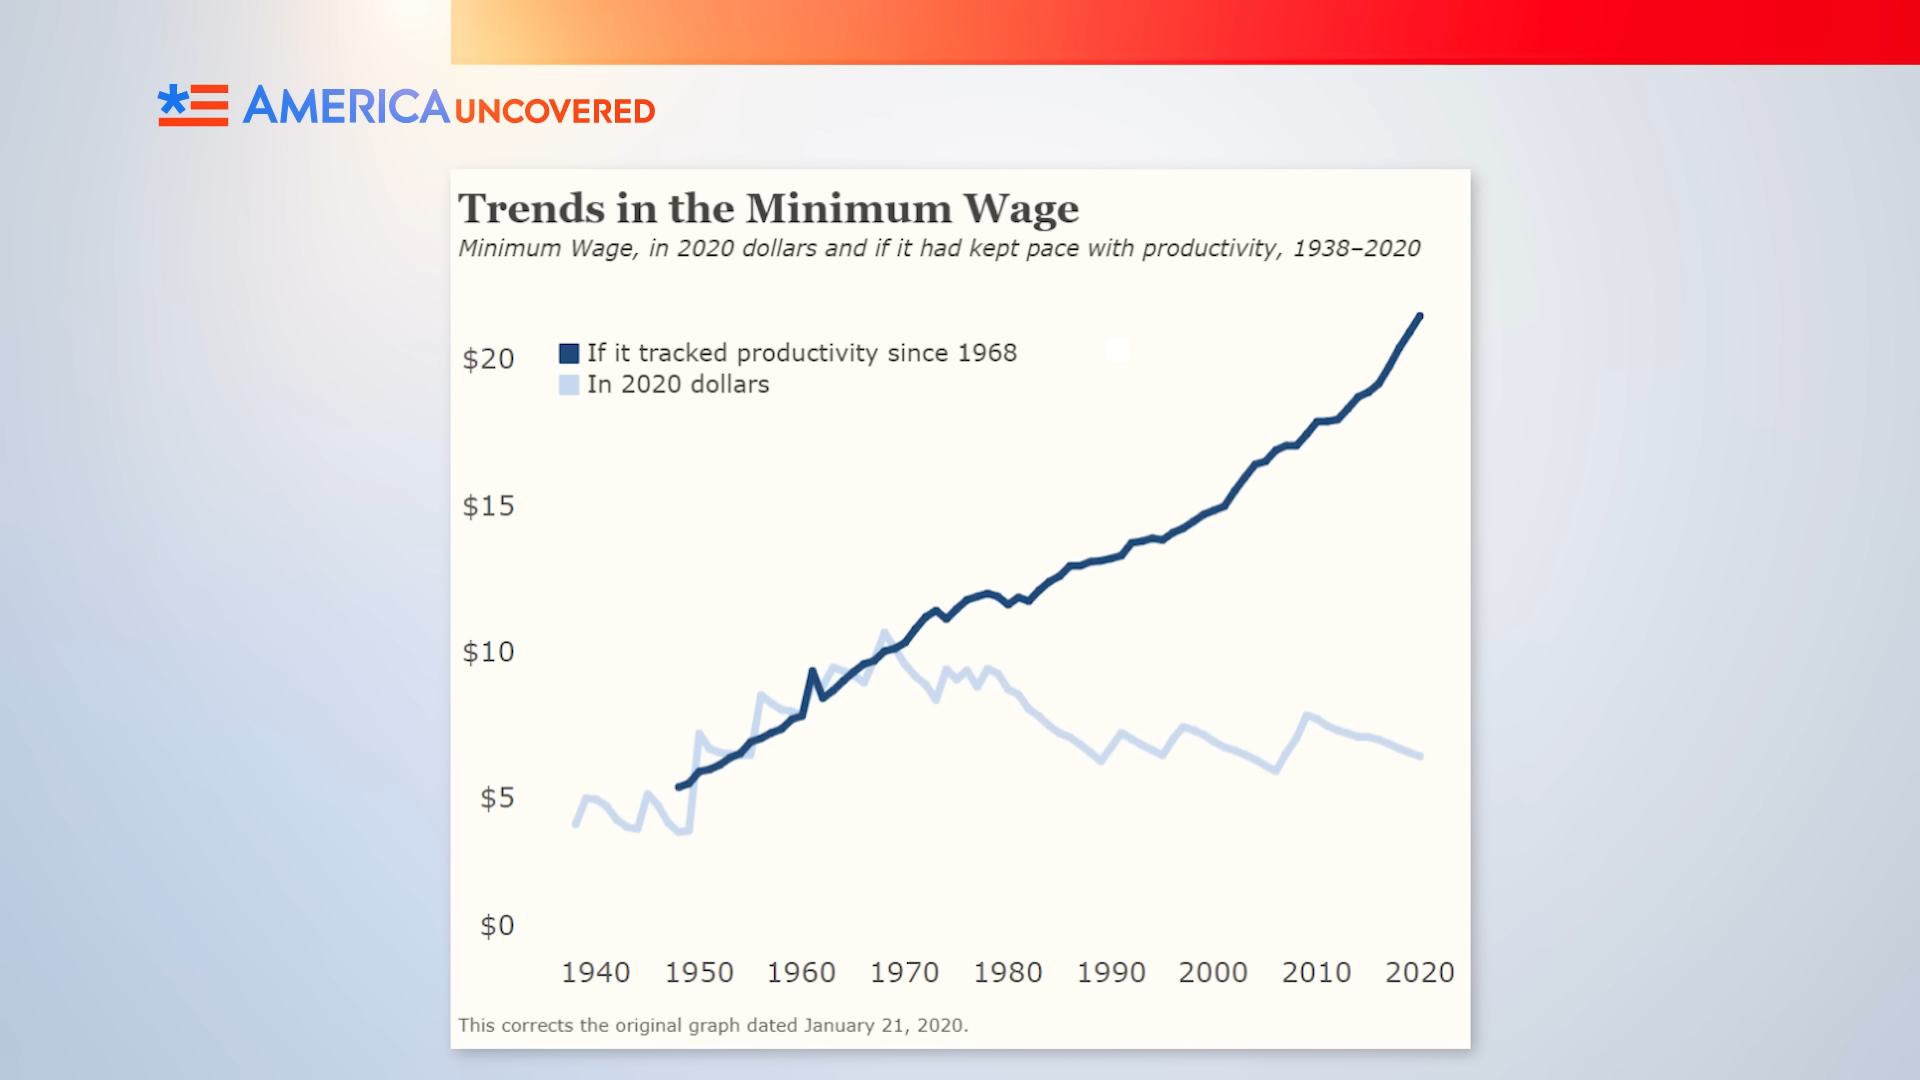 AMERICA UNCOVERED
Trends in the Minimum Wage
Minimum Wage, in 2020 dollars and if it had kept pace with productivity, 1938–2020
$20
If it tracked productivity since 1968
In 2020 dollars
$15
$10
$5
$0
1940 1950 1960 1970 1980 1990 2000 2010 2020
This corrects the original graph dated January 21, 2020.